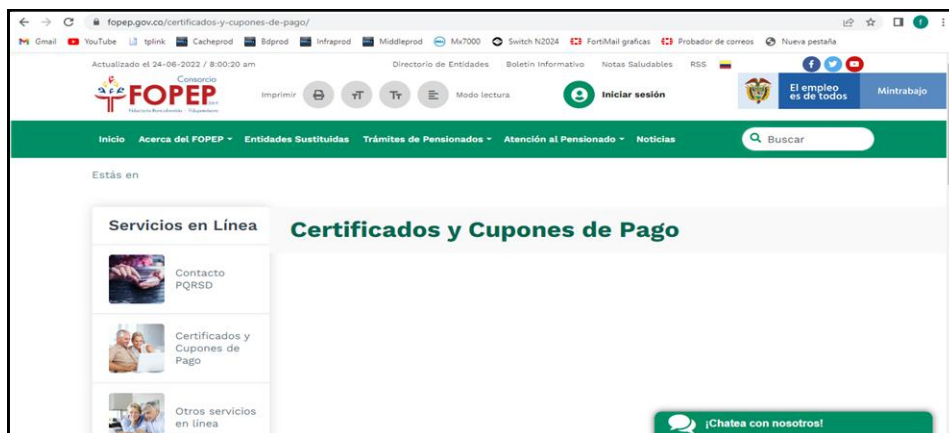 fopep.gov.co/certificados-y-cupones-de-pago/
Gmail YouTube tplink Cacheprod Bdprod Infraprod Middleprod Mx7000 Switch N2024 FortiMail graficas Probador de correos Nueva pestaña
Actualizado el 24-06-2022 / 8:00:20 am Directorio de Entidades Boletín Informativo Notas Saludables RSS
Consorcio
FOPEP
Imprimir Modo lectura Iniciar sesión
El empleo
es de todos
Mintrabajo
Inicio Acerca del FOPEP Entidades Sustituidas Trámites de Pensionados Atención al Pensionado Noticias Buscar
Estás en
Servicios en Línea
Certificados y Cupones de Pago
Contacto
PQRSD
Certificados y
Cupones de
Pago
Otros servicios
en línea
¡Chatea con nosotros!